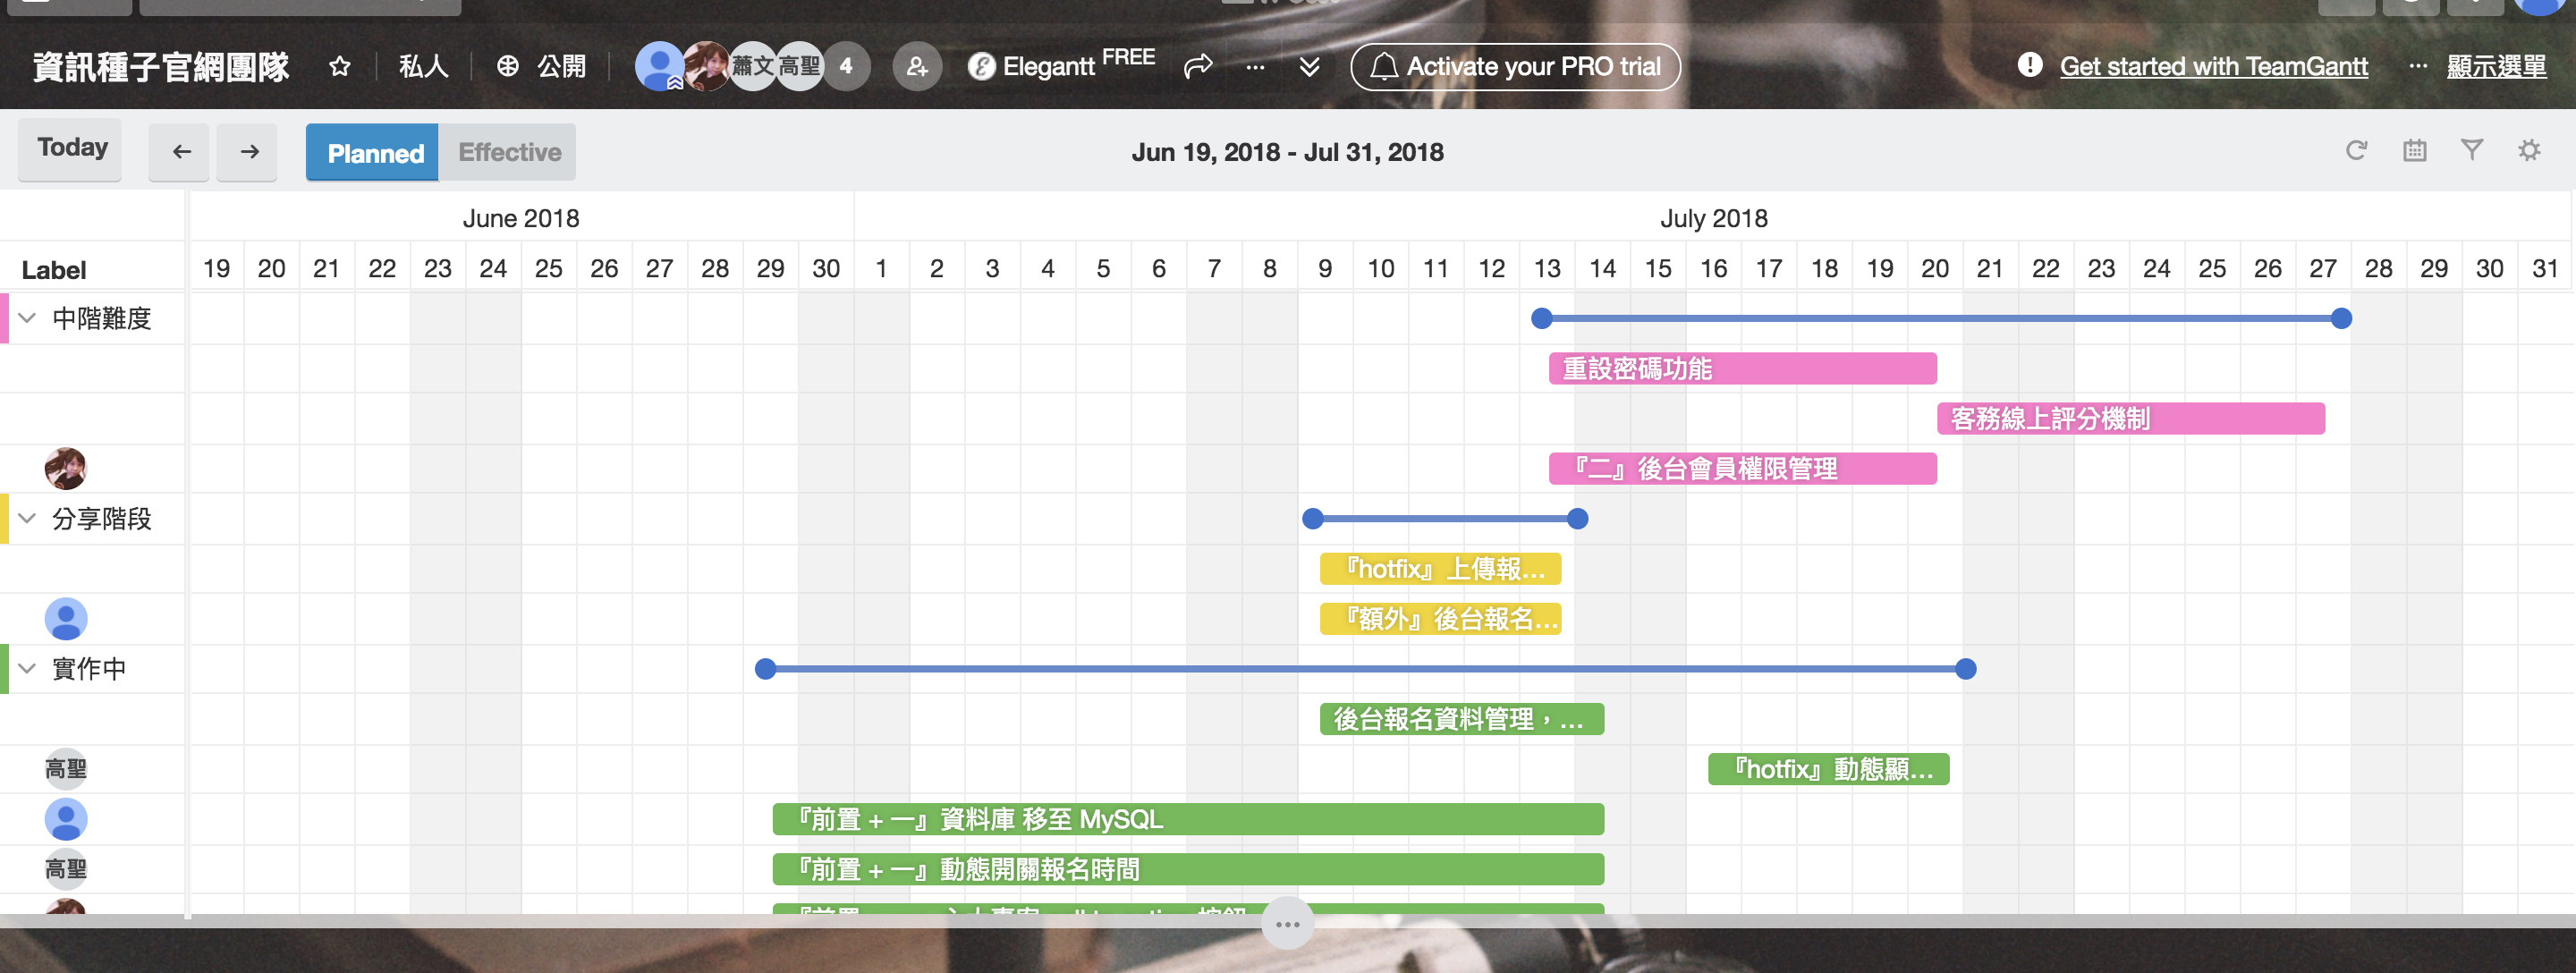 資訊種子官網團隊 私人 公開 蕭文 高聖 4 Elegantt FREE ... Activate your PRO trial Get started with TeamGantt ... 顯示選單
Today ← → Planned Effective Jun 19, 2018 - Jul 31, 2018
June 2018 July 2018
Label 19 20 21 22 23 24 25 26 27 28 29 30 1 2 3 4 5 6 7 8 9 10 11 12 13 14 15 16 17 18 19 20 21 22 23 24 25 26 27 28 29 30 31
中階難度
重設密碼功能
客務線上評分機制
『二』後台會員權限管理
分享階段
『hotfix』上傳報...
『額外』後台報名...
實作中
後台報名資料管理，...
高聖 『hotfix』動態顯...
『前置 + 一』資料庫 移至 MySQL
高聖 『前置 + 一』動態開關報名時間